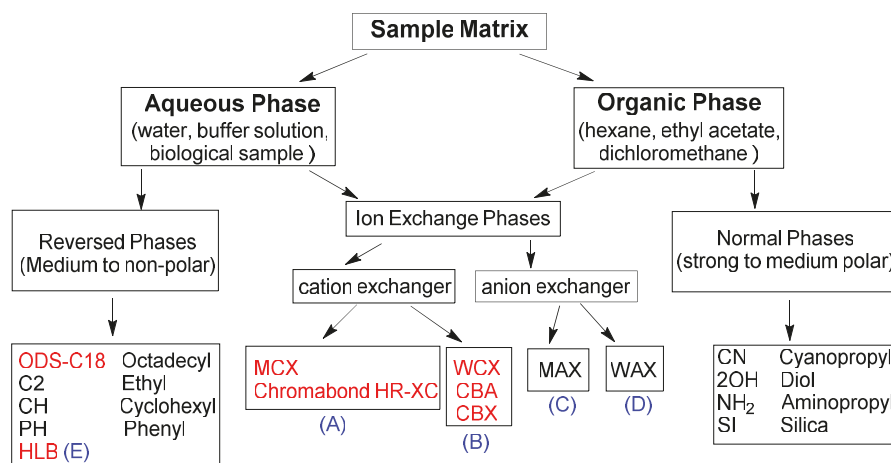 Sample Matrix
Aqueous Phase
(water, buffer solution,
biological sample )
Organic Phase
(hexane, ethyl acetate,
dichloromethane)
Reversed Phases
(Medium to non-polar)
Ion Exchange Phases
Normal Phases
(strong to medium polar)
cation exchanger
anion exchanger
ODS-C18 Octadecyl
C2 Ethyl
CH Cyclohexyl
PH Phenyl
HLB (E)
MCX
Chromabond HR-XC
(A)
WCX
CBA
CBX
(B)
MAX
(C)
WAX
(D)
CN Cyanopropyl
2OH Diol
NH₂ Aminopropyl
SI Silica